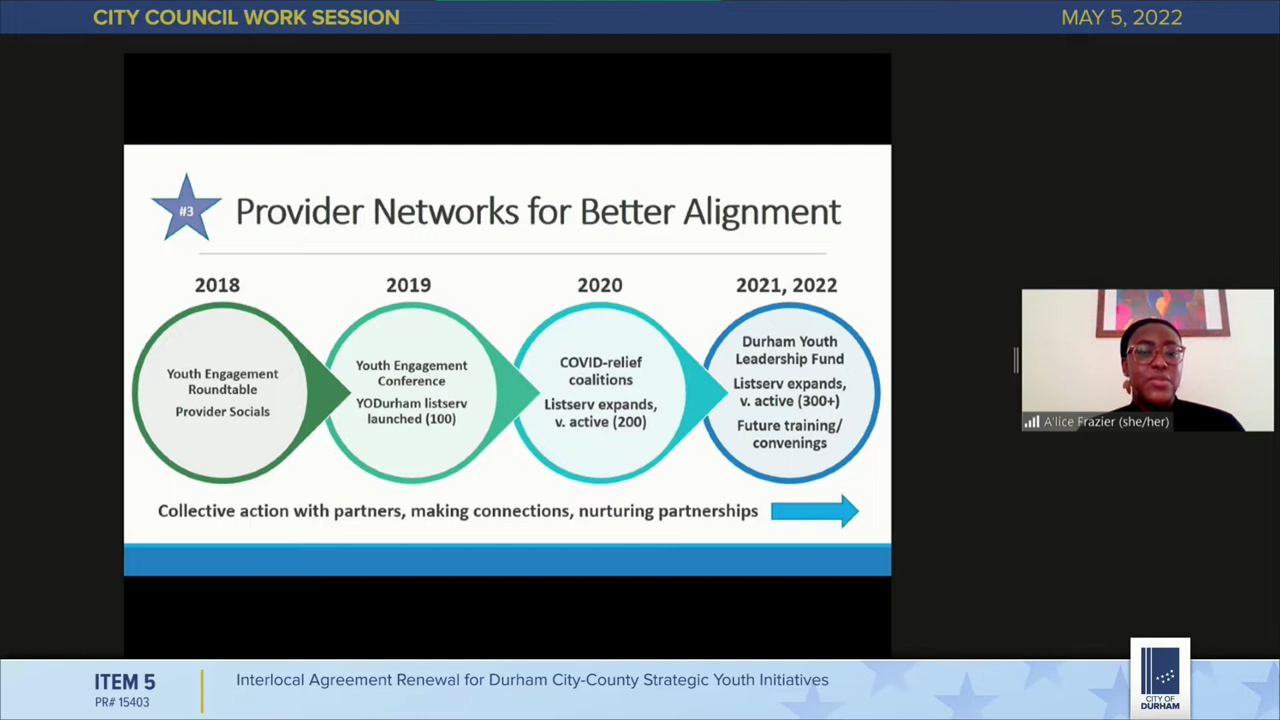 CITY COUNCIL WORK SESSION
MAY 5, 2022
#3
Provider Networks for Better Alignment
2018
2019
2020
2021, 2022
Youth Engagement
Roundtable
Provider Socials
Youth Engagement
Conference
YODurham listserv
launched (100)
COVID-relief
coalitions
Listserv expands,
v. active (200)
Durham Youth
Leadership Fund
Listserv expands,
v. active (300+)
Future training/
convenings
Collective action with partners, making connections, nurturing partnerships
A'lice Frazier (she/her)
ITEM 5
PR# 15403
Interlocal Agreement Renewal for Durham City-County Strategic Youth Initiatives
CITY OF
DURHAM